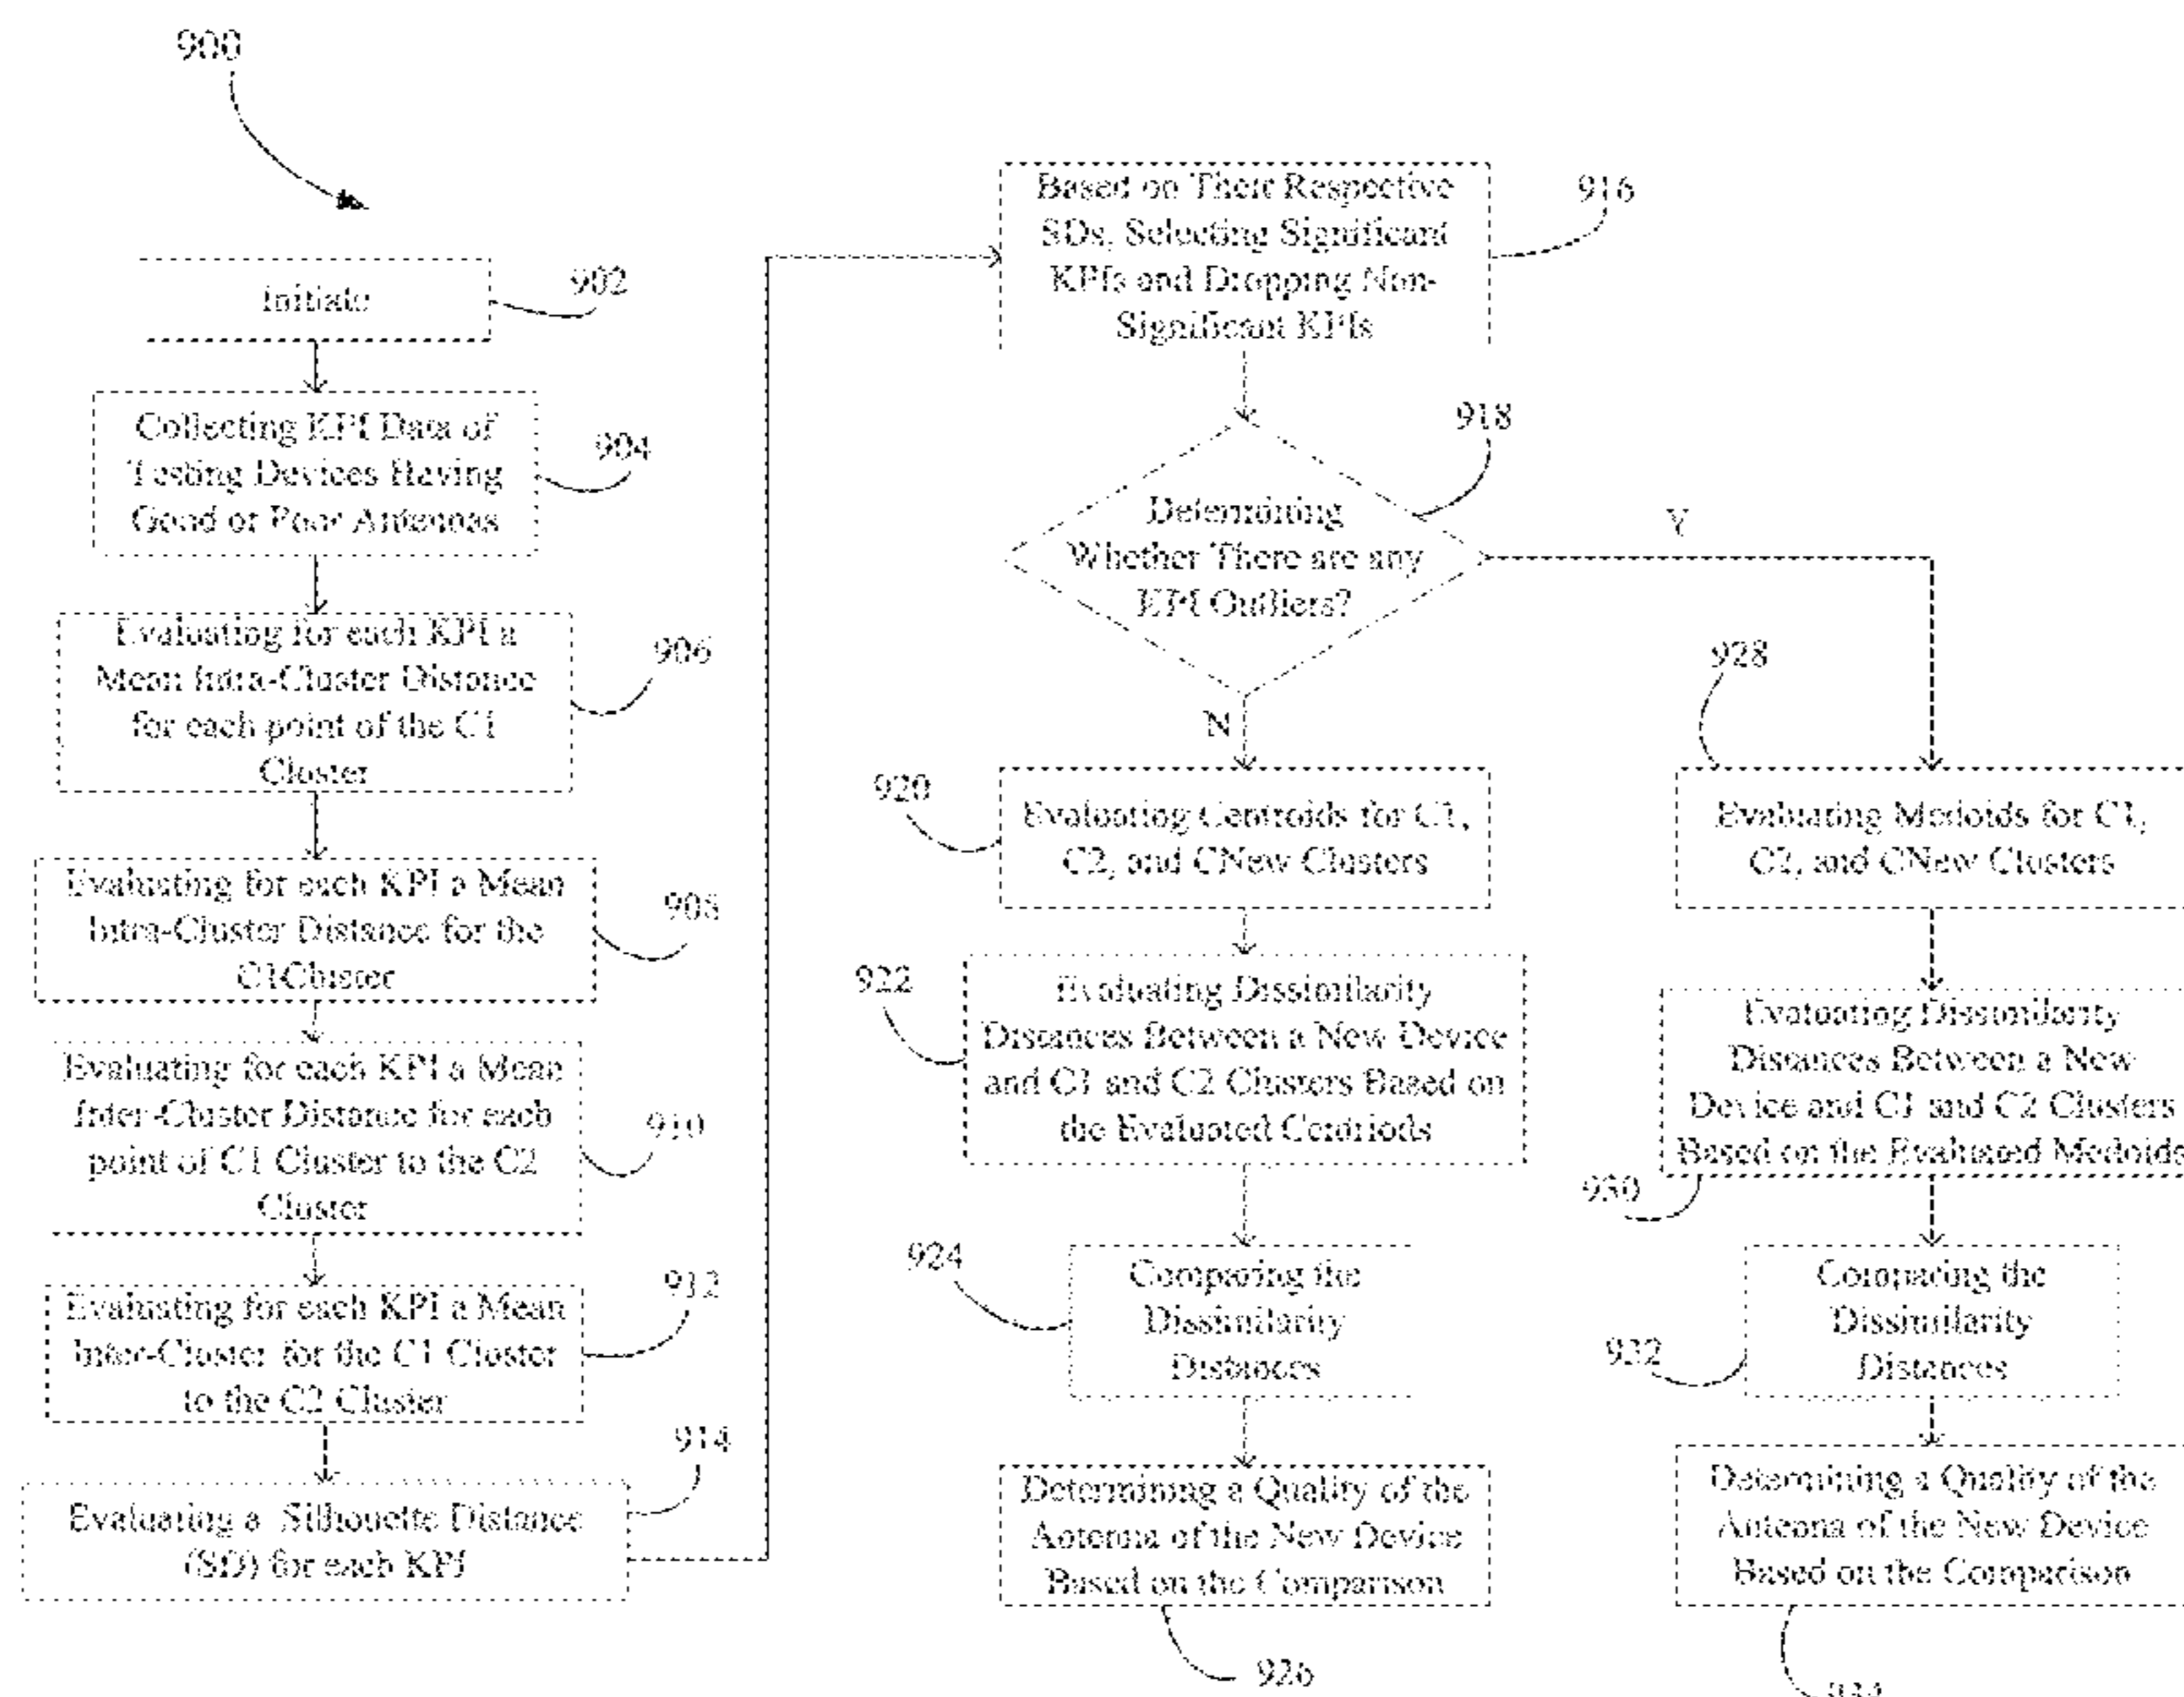 900
Initiate
902
Collecting KPI Data of
Testing Devices Having
Good or Poor Antennas
904
Evaluating for each KPI a
Mean Intra-Cluster Distance
for each point of the C1
Cluster
906
Evaluating for each KPI a Mean
Intra-Cluster Distance for the
C1Cluster
908
Evaluating for each KPI a Mean
Inter-Cluster Distance for each
point of C1 Cluster to the C2
Cluster
910
Evaluating for each KPI a Mean
Inter-Cluster for the C1 Cluster
to the C2 Cluster
912
Evaluating a Silhouette Distance
(SD) for each KPI
914
Based on Their Respective
SDs, Selecting Significant
KPIs and Dropping Non-
Significant KPIs
916
Determining
Whether There are any
KPI Outliers?
918
Y
N
Evaluating Centroids for C1,
C2, and CNew Clusters
920
Evaluating Dissimilarity
Distances Between a New Device
and C1 and C2 Clusters Based on
the Evaluated Centriods
922
Comparing the
Dissimilarity
Distances
924
Determining a Quality of the
Antenna of the New Device
Based on the Comparison
926
928
Evaluating Medoids for C1,
C2, and CNew Clusters
Evaluating Dissimilarity
Distances Between a New
Device and C1 and C2 Clusters
Based on the Evaluated Medoids
930
Comparing the
Dissimilarity
Distances
932
Determining a Quality of the
Antenna of the New Device
Based on the Comparison